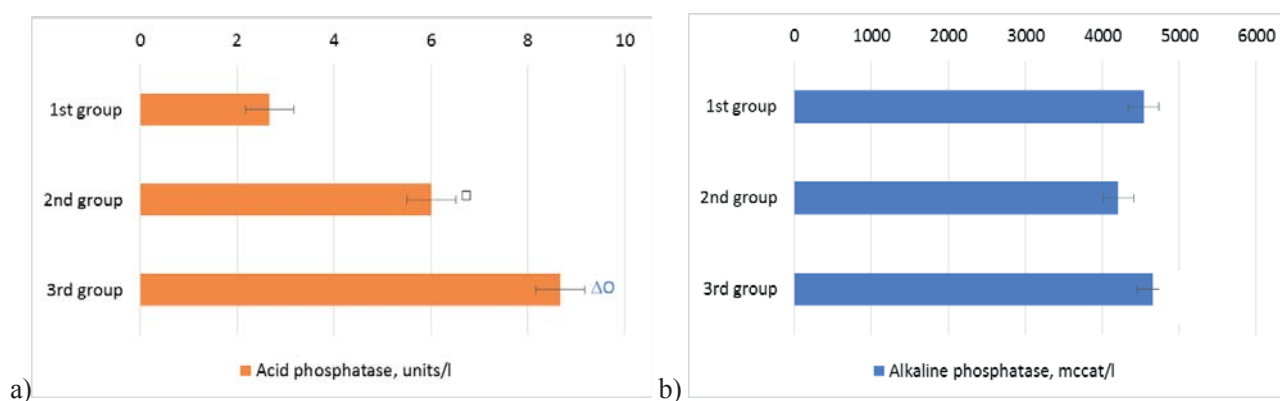 0 2 4 6 8 10
1st group
2nd group □
3rd group ΔO
Acid phosphatase, units/l
a)
0 1000 2000 3000 4000 5000 6000
1st group
2nd group
3rd group
Alkaline phosphatase, mccat/l
b)